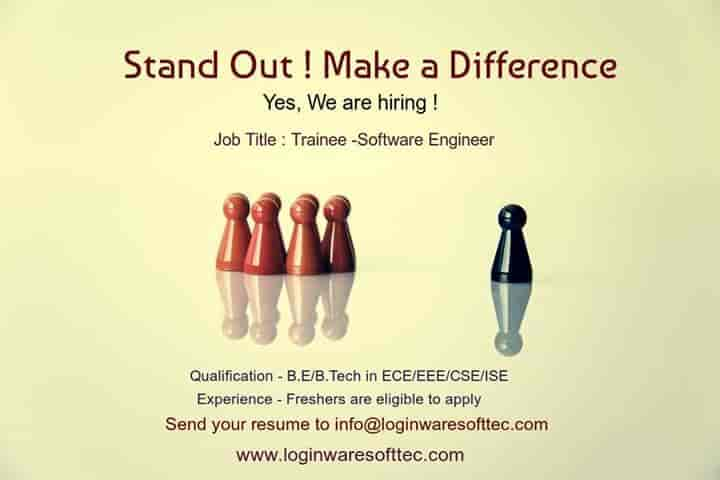 Stand Out ! Make a Difference
Yes, We are hiring !
Job Title : Trainee -Software Engineer
Qualification - B.E/B.Tech in ECE/EEE/CSE/ISE
Experience - Freshers are eligible to apply
Send your resume to info@loginwaresofttec.com
www.loginwaresofttec.com